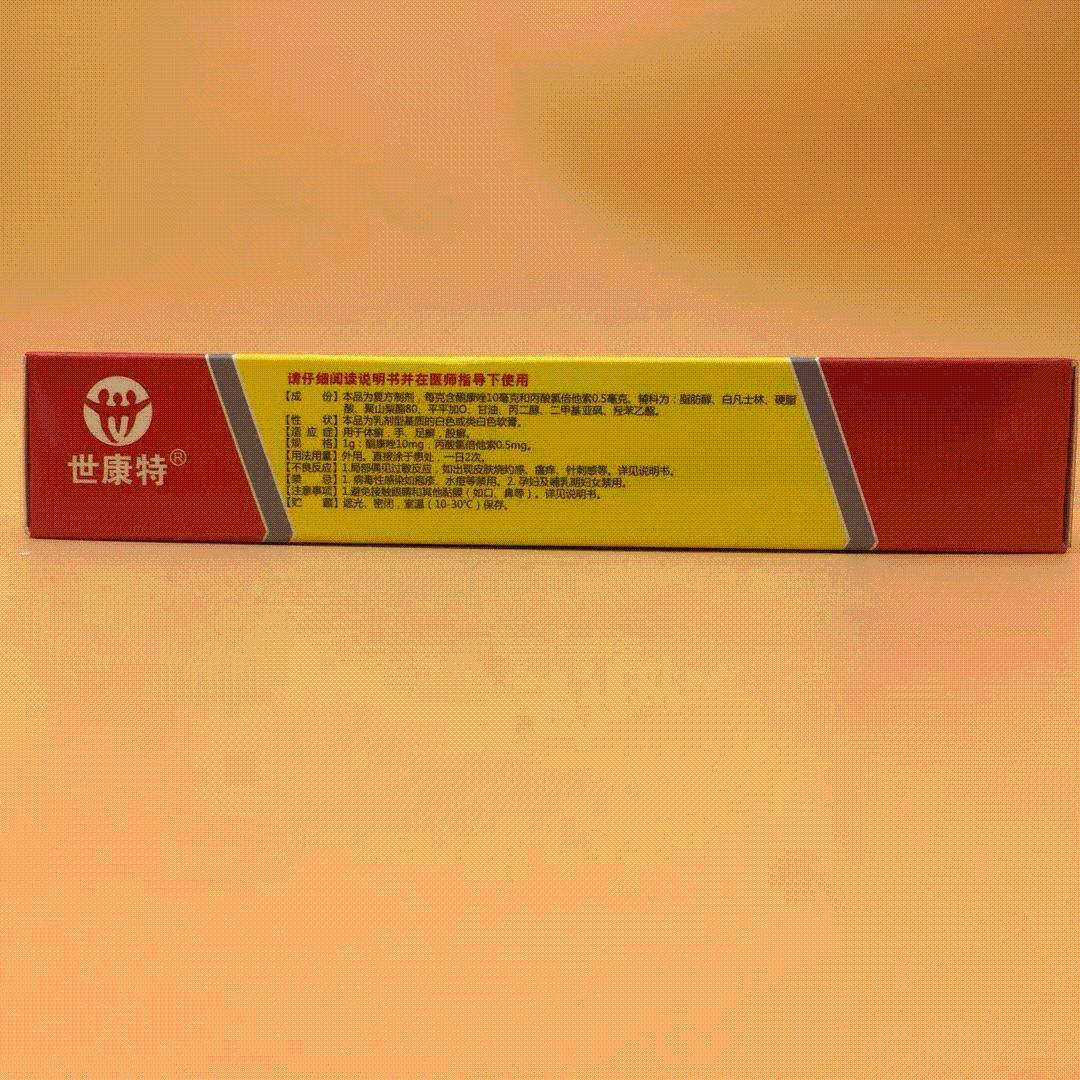 世康特®
请仔细阅读说明书并在医师指导下使用
【成 份】本品为复方制剂，每克含酮康唑10毫克和丙酸氯倍他索0.5毫克。辅料为：脂肪醇、白凡士林、硬脂
酸、聚山梨酯80、平平加O、甘油、丙二醇、二甲基亚砜、羟苯乙酯。
【性 状】本品为乳剂型基质的白色或类白色软膏。
【适 应 症】用于体癣，手、足癣，股癣。
【规 格】1g：酮康唑10mg，丙酸氯倍他索0.5mg。
【用法用量】外用。直接涂于患处，一日2次。
【不良反应】1.局部偶见过敏反应，如出现皮肤烧灼感、瘙痒、针刺感等。详见说明书。
【禁 忌】1. 病毒性感染如疱疹、水痘等禁用。2. 孕妇及哺乳期妇女禁用。
【注意事项】1.避免接触眼睛和其他黏膜（如口、鼻等）。详见说明书。
【贮 藏】遮光、密闭，室温（10-30℃）保存。